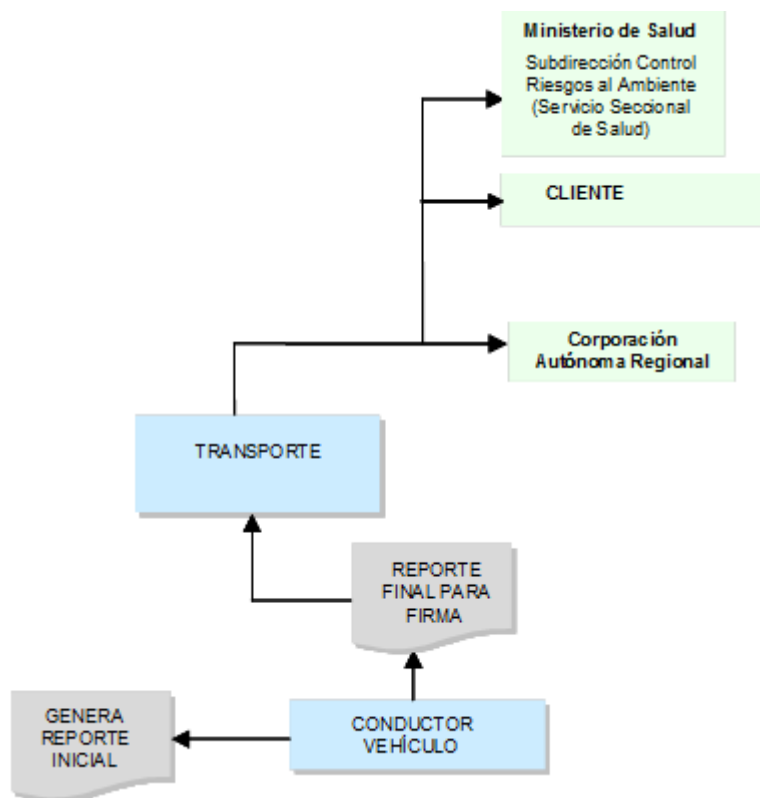 Ministerio de Salud
Subdirección Control
Riesgos al Ambiente
(Servicio Seccional
de Salud)
CLIENTE
Corporación
Autónoma Regional
TRANSPORTE
REPORTE
FINAL PARA
FIRMA
GENERA
REPORTE
INICIAL
CONDUCTOR
VEHÍCULO